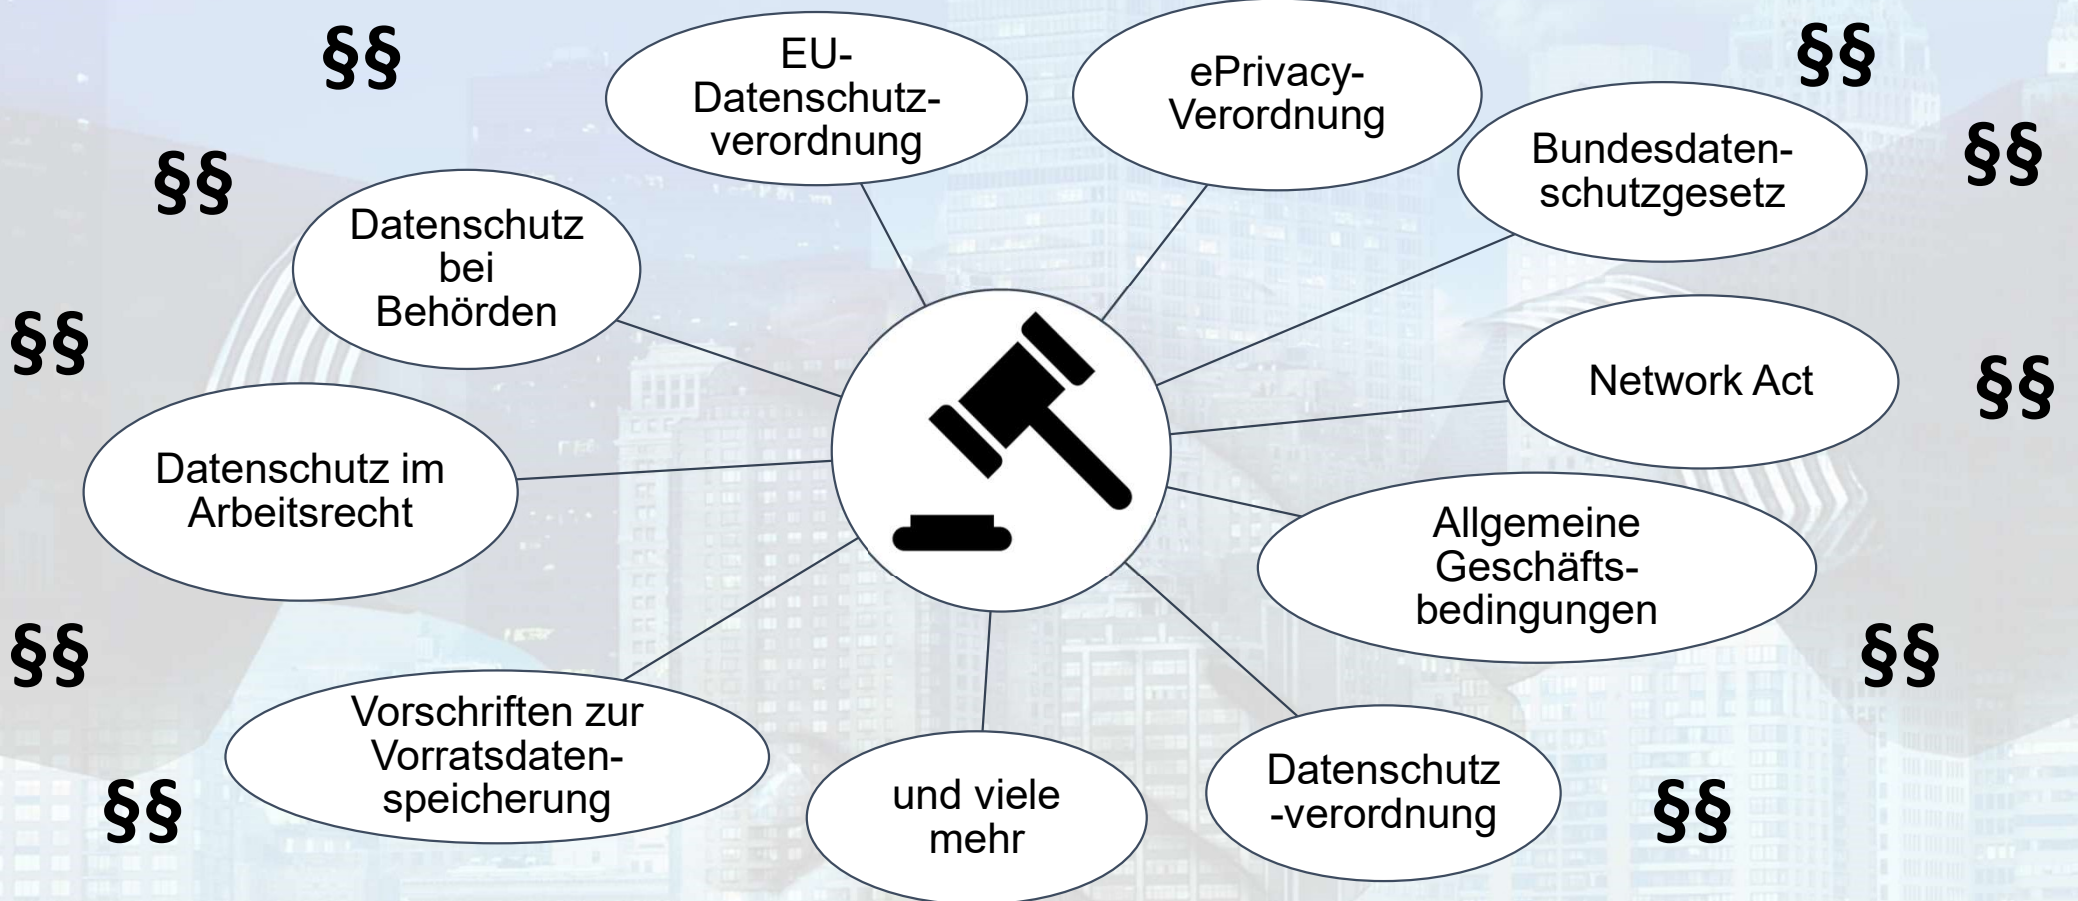 §§
EU-
Datenschutz-
verordnung
ePrivacy-
Verordnung
§§
Bundesdaten-
schutzgesetz
§§
§§
Datenschutz
bei
Behörden
§§
Network Act
§§
Datenschutz im
Arbeitsrecht
Allgemeine
Geschäfts-
bedingungen
§§
§§
Vorschriften zur
Vorratsdaten-
speicherung
§§
und viele
mehr
Datenschutz
-verordnung
§§